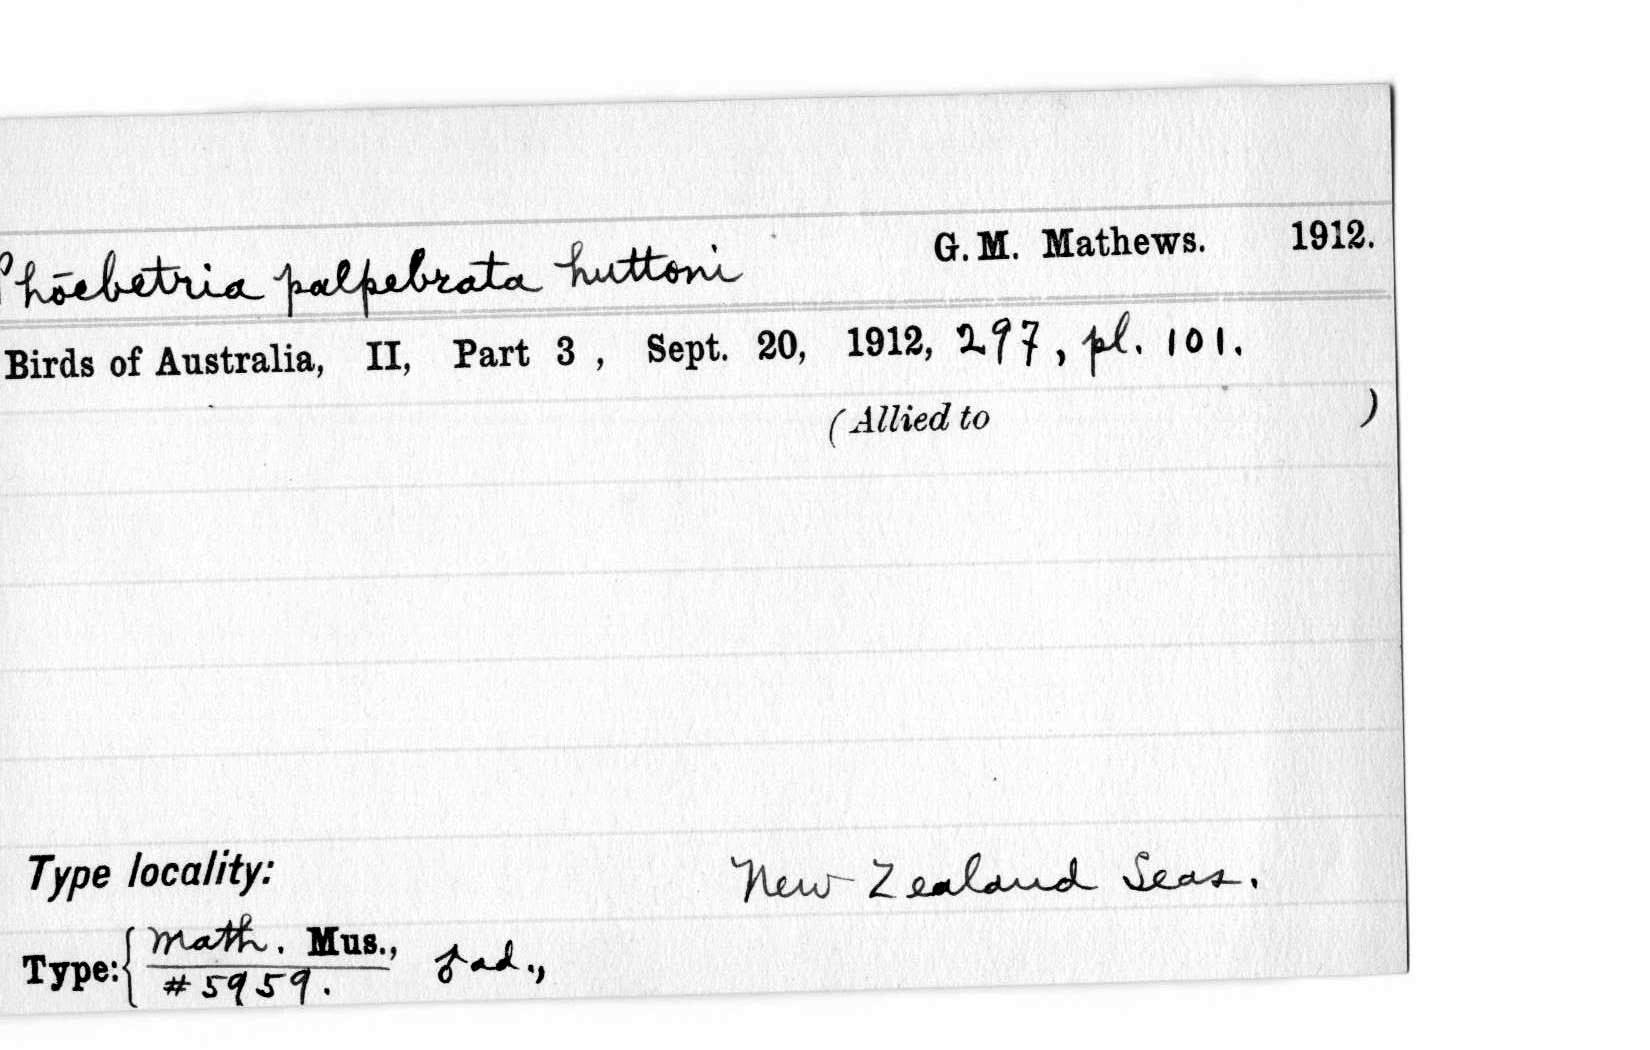 Phōebetria palpebrata huttoni G. M. Mathews. 1912.
Birds of Australia, II, Part 3 , Sept. 20, 1912, 297, pl. 101.
(Allied to )
Type locality: New Zealand Seas.
Type: { Math. Mus., ad.,
#5959.